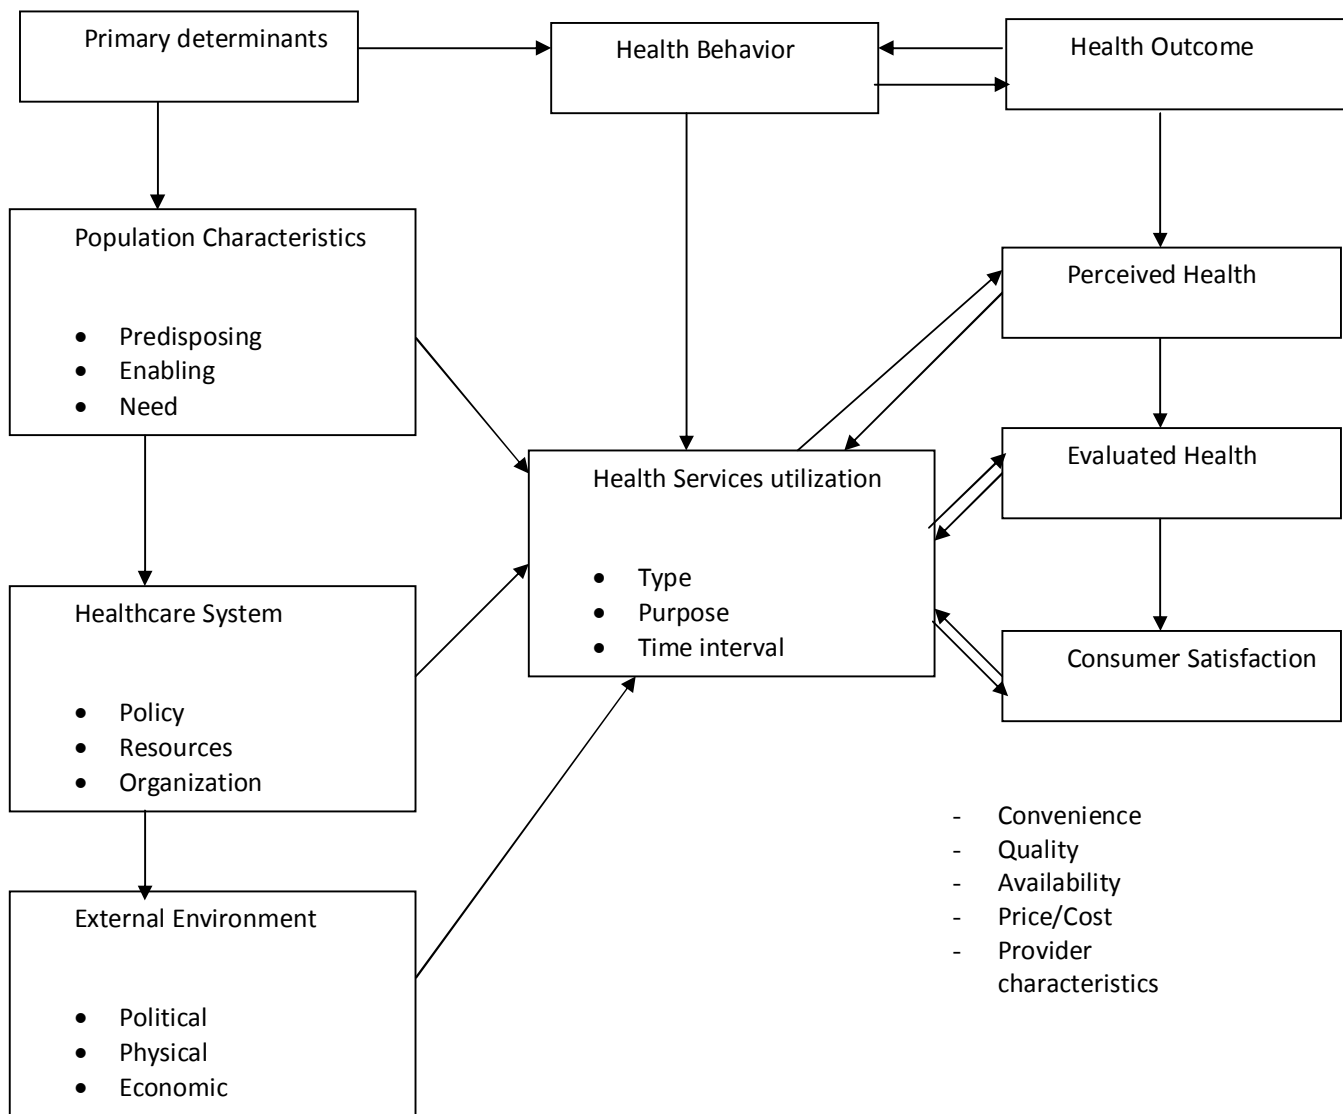 Primary determinants
Health Behavior
Health Outcome
Population Characteristics
• Predisposing
• Enabling
• Need
Perceived Health
Evaluated Health
Health Services utilization
• Type
• Purpose
• Time interval
Healthcare System
• Policy
• Resources
• Organization
Consumer Satisfaction
- Convenience
- Quality
- Availability
- Price/Cost
- Provider
characteristics
External Environment
• Political
• Physical
• Economic